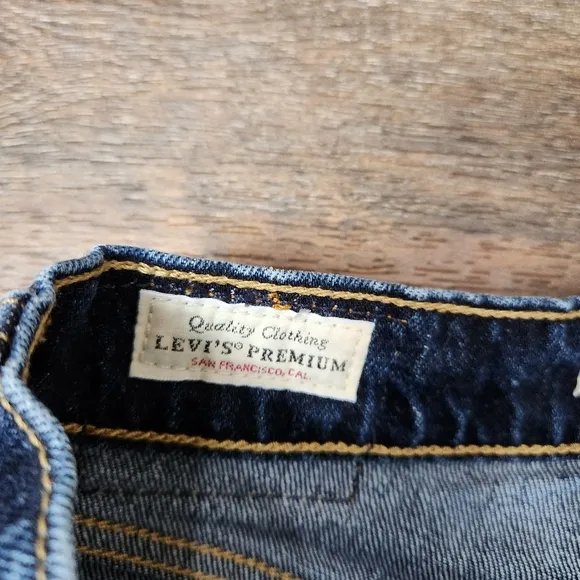 Quality Clothing
LEVI'S® PREMIUM
SAN FRANCISCO, CAL.